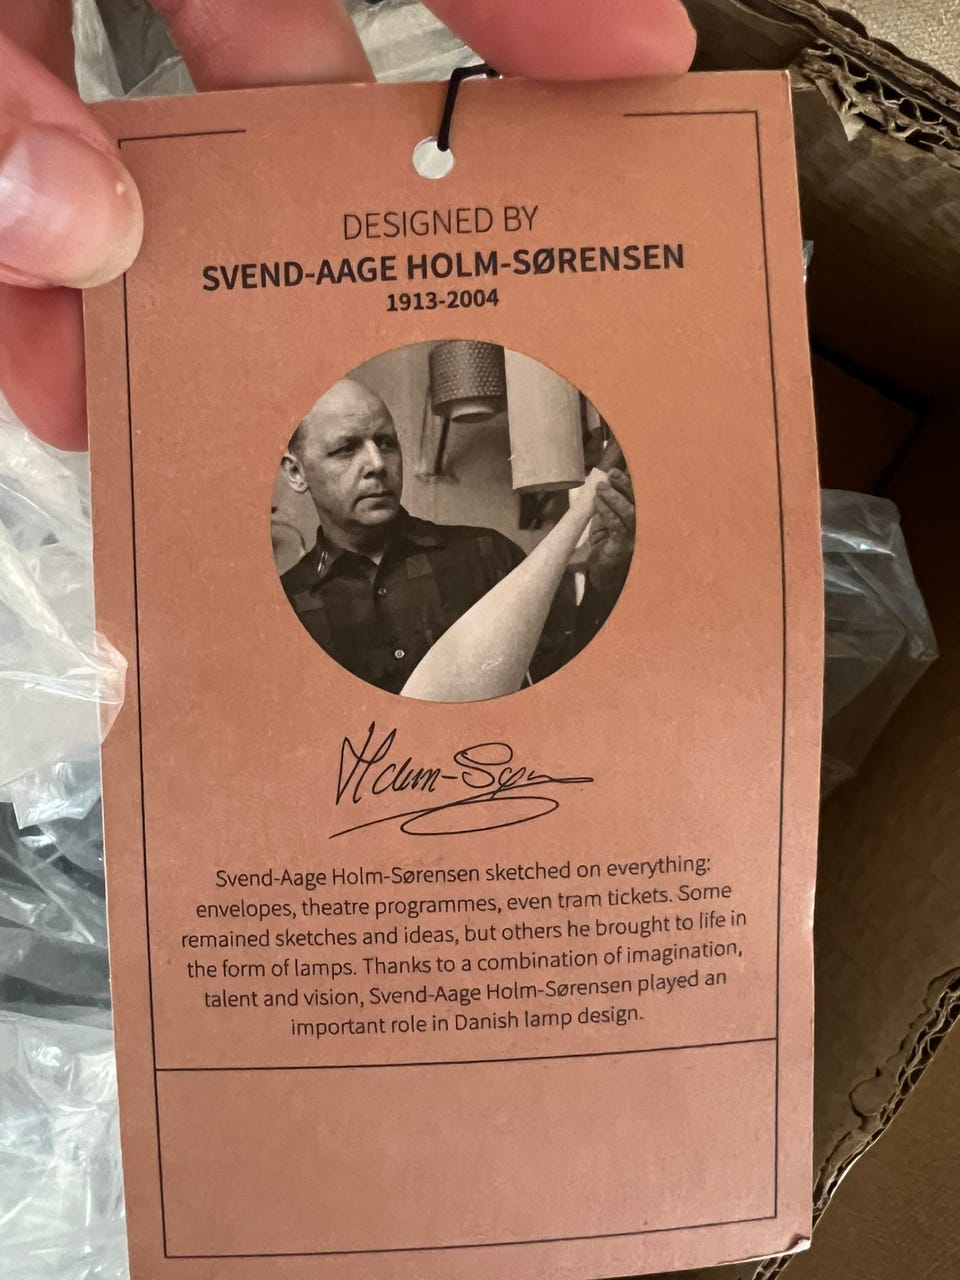 DESIGNED BY
SVEND-AAGE HOLM-SØRENSEN
1913-2004
Holm-Søren
Svend-Aage Holm-Sørensen sketched on everything:
envelopes, theatre programmes, even tram tickets. Some
remained sketches and ideas, but others he brought to life in
the form of lamps. Thanks to a combination of imagination,
talent and vision, Svend-Aage Holm-Sørensen played an
important role in Danish lamp design.